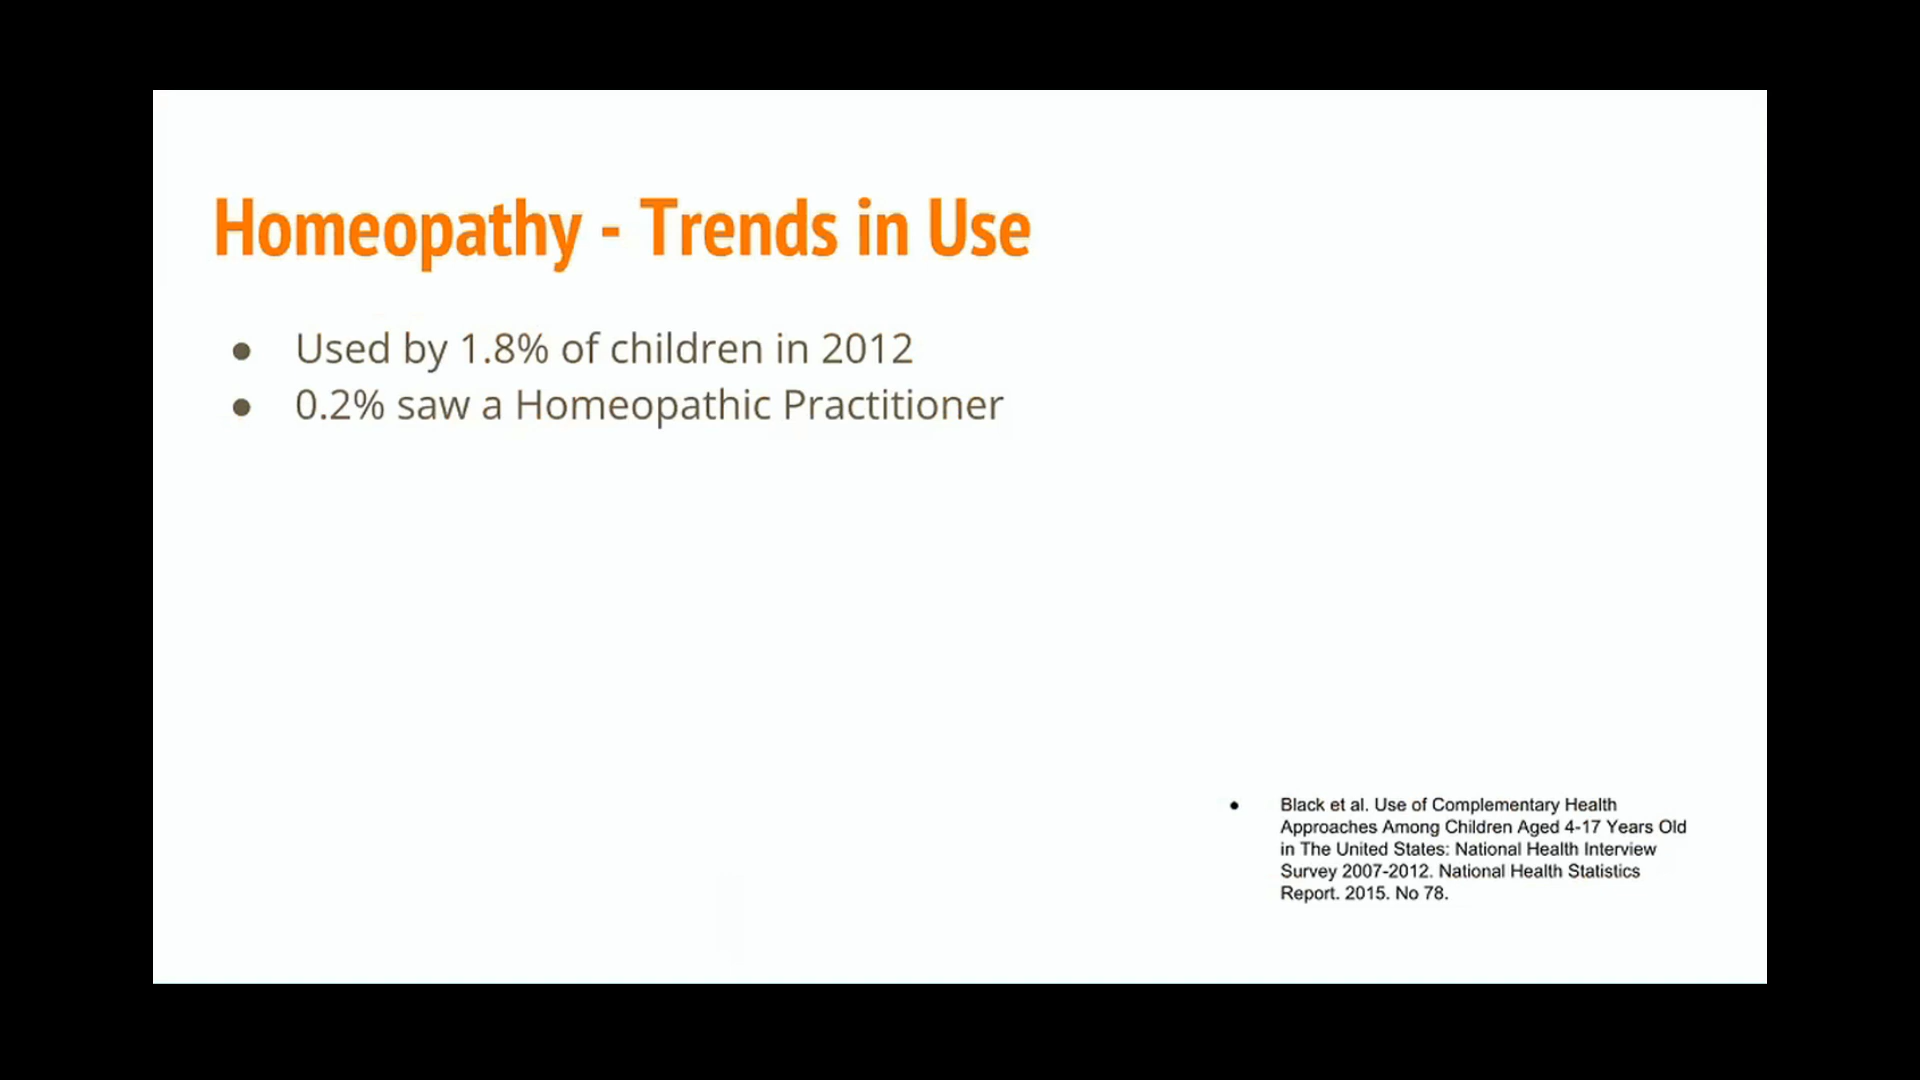 Homeopathy - Trends in Use
● Used by 1.8% of children in 2012
● 0.2% saw a Homeopathic Practitioner
● Black et al. Use of Complementary Health
Approaches Among Children Aged 4-17 Years Old
in The United States: National Health Interview
Survey 2007-2012. National Health Statistics
Report. 2015. No 78.